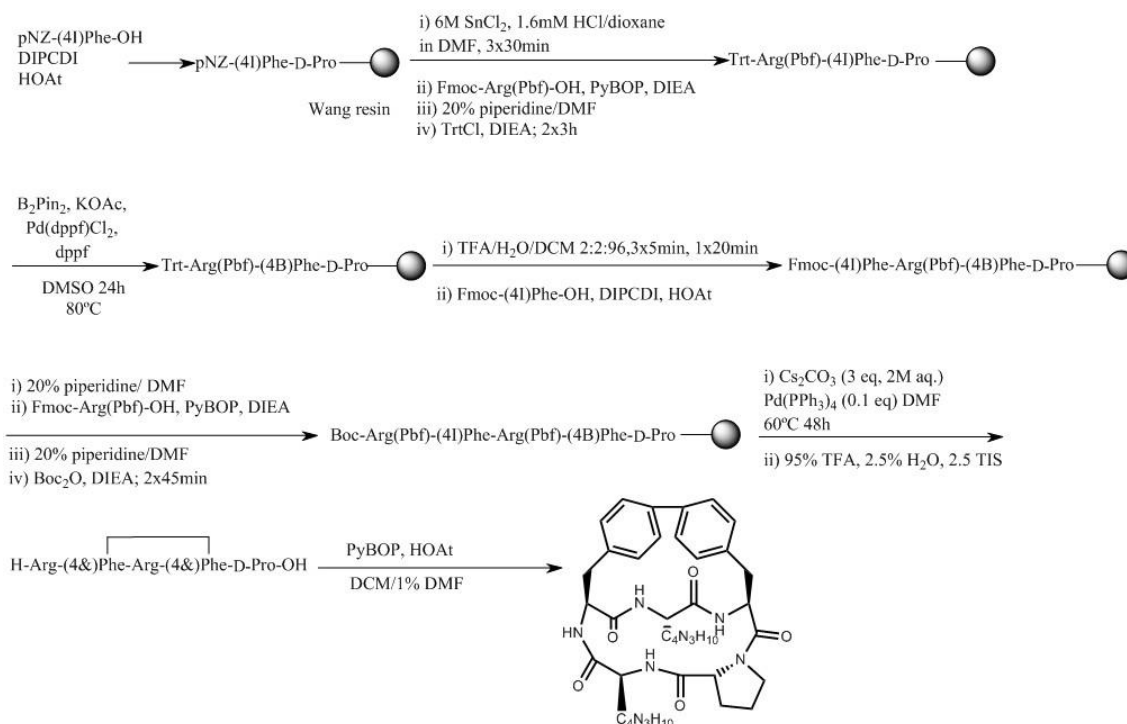 pNZ-(4I)Phe-OH
DIPCDI
HOAt
pNZ-(4I)Phe-D-Pro
Wang resin
i) 6M SnCl₂, 1.6mM HCl/dioxane
in DMF, 3x30min
ii) Fmoc-Arg(Pbf)-OH, PyBOP, DIEA
iii) 20% piperidine/DMF
iv) TrtCl, DIEA; 2x3h
Trt-Arg(Pbf)-(4I)Phe-D-Pro
B₂Pin₂, KOAc,
Pd(dppf)Cl₂,
dppf
DMSO 24h
80ºC
Trt-Arg(Pbf)-(4B)Phe-D-Pro
i) TFA/H₂O/DCM 2:2:96,3x5min, 1x20min
ii) Fmoc-(4I)Phe-OH, DIPCDI, HOAt
Fmoc-(4I)Phe-Arg(Pbf)-(4B)Phe-D-Pro
i) 20% piperidine/ DMF
ii) Fmoc-Arg(Pbf)-OH, PyBOP, DIEA
iii) 20% piperidine/DMF
iv) Boc₂O, DIEA; 2x45min
Boc-Arg(Pbf)-(4I)Phe-Arg(Pbf)-(4B)Phe-D-Pro
i) Cs₂CO₃ (3 eq, 2M aq.)
Pd(PPh₃)₄ (0.1 eq) DMF
60ºC 48h
ii) 95% TFA, 2.5% H₂O, 2.5 TIS
H-Arg-(4&)Phe-Arg-(4&)Phe-D-Pro-OH
PyBOP, HOAt
DCM/1% DMF
O
H
N
N
H
O
C₄N₃H₁₀
HN
O
H
N
N
O
O
C₄N₃H₁₀
O